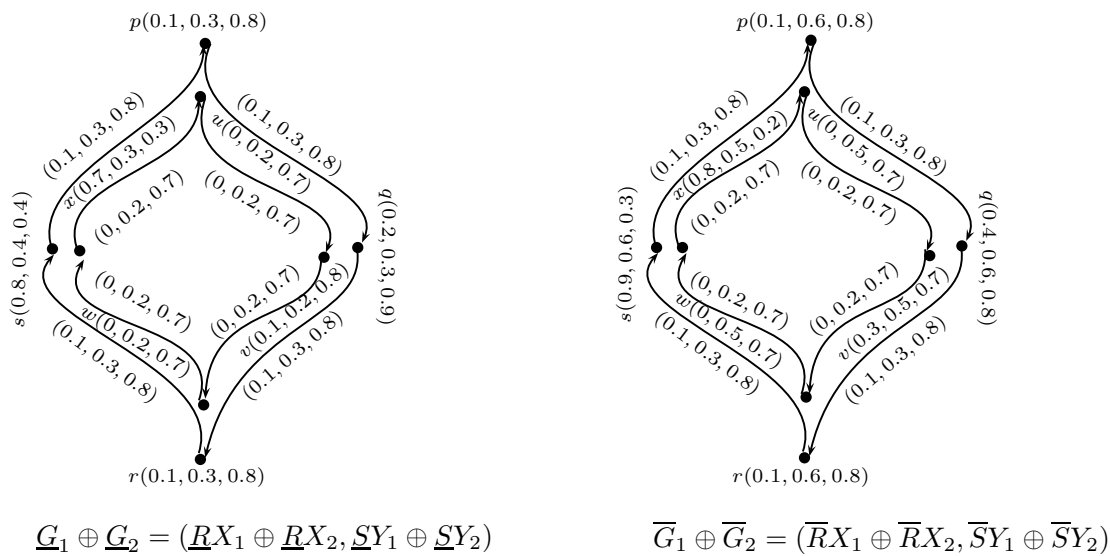 p(0.1, 0.3, 0.8)
(0.1, 0.3, 0.8)
(0.1, 0.3, 0.8)
x(0.7, 0.3, 0.3)
u(0, 0.2, 0.7)
(0, 0.2, 0.7)
(0, 0.2, 0.7)
s(0.8, 0.4, 0.4)
q(0.2, 0.3, 0.9)
(0, 0.2, 0.7)
(0, 0.2, 0.7)
w(0, 0.2, 0.7)
v(0.1, 0.2, 0.8)
(0.1, 0.3, 0.8)
(0.1, 0.3, 0.8)
r(0.1, 0.3, 0.8)
G̲₁ ⊕ G̲₂ = (R̲X₁ ⊕ R̲X₂, S̲Y₁ ⊕ S̲Y₂)
p(0.1, 0.6, 0.8)
(0.1, 0.3, 0.8)
(0.1, 0.3, 0.8)
x(0.8, 0.5, 0.2)
u(0, 0.5, 0.7)
(0, 0.2, 0.7)
(0, 0.2, 0.7)
s(0.9, 0.6, 0.3)
q(0.4, 0.6, 0.8)
(0, 0.2, 0.7)
(0, 0.2, 0.7)
w(0, 0.5, 0.7)
v(0.3, 0.5, 0.7)
(0.1, 0.3, 0.8)
(0.1, 0.3, 0.8)
r(0.1, 0.6, 0.8)
G̅₁ ⊕ G̅₂ = (R̅X₁ ⊕ R̅X₂, S̅Y₁ ⊕ S̅Y₂)